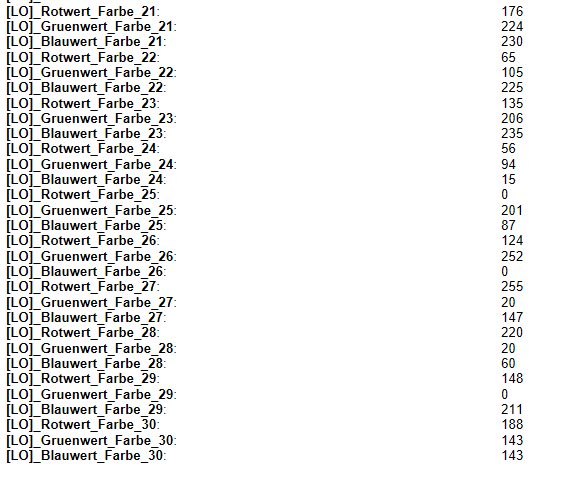 [LO]_Rotwert_Farbe_21: 176
[LO]_Gruenwert_Farbe_21: 224
[LO]_Blauwert_Farbe_21: 230
[LO]_Rotwert_Farbe_22: 65
[LO]_Gruenwert_Farbe_22: 105
[LO]_Blauwert_Farbe_22: 225
[LO]_Rotwert_Farbe_23: 135
[LO]_Gruenwert_Farbe_23: 206
[LO]_Blauwert_Farbe_23: 235
[LO]_Rotwert_Farbe_24: 56
[LO]_Gruenwert_Farbe_24: 94
[LO]_Blauwert_Farbe_24: 15
[LO]_Rotwert_Farbe_25: 0
[LO]_Gruenwert_Farbe_25: 201
[LO]_Blauwert_Farbe_25: 87
[LO]_Rotwert_Farbe_26: 124
[LO]_Gruenwert_Farbe_26: 252
[LO]_Blauwert_Farbe_26: 0
[LO]_Rotwert_Farbe_27: 255
[LO]_Gruenwert_Farbe_27: 20
[LO]_Blauwert_Farbe_27: 147
[LO]_Rotwert_Farbe_28: 220
[LO]_Gruenwert_Farbe_28: 20
[LO]_Blauwert_Farbe_28: 60
[LO]_Rotwert_Farbe_29: 148
[LO]_Gruenwert_Farbe_29: 0
[LO]_Blauwert_Farbe_29: 211
[LO]_Rotwert_Farbe_30: 188
[LO]_Gruenwert_Farbe_30: 143
[LO]_Blauwert_Farbe_30: 143